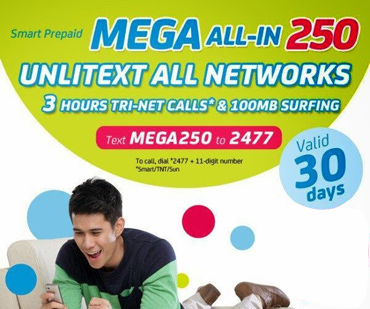 Smart Prepaid MEGA ALL-IN 250
UNLITEXT ALL NETWORKS
3 HOURS TRI-NET CALLS* & 100MB SURFING
Text MEGA250 to 2477
To call, dial *2477 + 11-digit number
*Smart/TNT/Sun
Valid
30
days